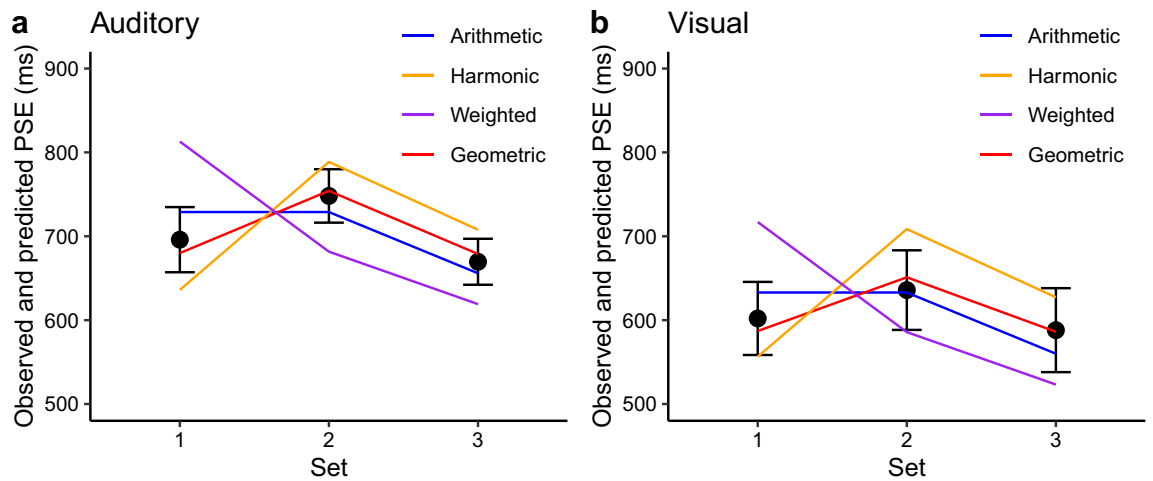 a Auditory
Observed and predicted PSE (ms)
900
800
700
600
500
1 2 3
Set
Arithmetic
Harmonic
Weighted
Geometric
b Visual
Observed and predicted PSE (ms)
900
800
700
600
500
1 2 3
Set
Arithmetic
Harmonic
Weighted
Geometric